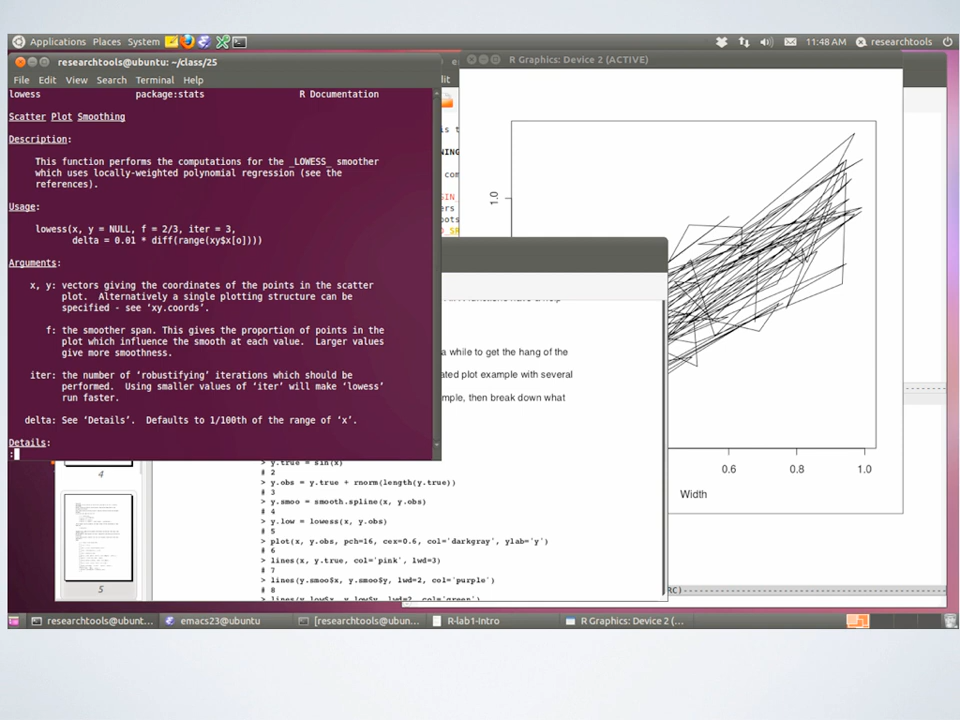 Applications Places System
11:48 AM researchtools
researchtools@ubuntu: ~/class/25
File Edit View Search Terminal Help
lowess package:stats R Documentation
Scatter Plot Smoothing
Description:
This function performs the computations for the _LOWESS_ smoother
which uses locally-weighted polynomial regression (see the
references).
Usage:
lowess(x, y = NULL, f = 2/3, iter = 3,
delta = 0.01 * diff(range(xy$x[o])))
Arguments:
x, y: vectors giving the coordinates of the points in the scatter
plot. Alternatively a single plotting structure can be
specified - see ‘xy.coords’.
f: the smoother span. This gives the proportion of points in the
plot which influence the smooth at each value. Larger values
give more smoothness.
iter: the number of ‘robustifying’ iterations which should be
performed. Using smaller values of ‘iter’ will make ‘lowess’
run faster.
delta: See ‘Details’. Defaults to 1/100th of the range of ‘x’.
Details:
:
R Graphics: Device 2 (ACTIVE)
1.0
0.6 0.8 1.0
Width
a while to get the hang of the
ated plot example with several
mple, then break down what
4
5
> y.true = sin(x)
# 2
> y.obs = y.true + rnorm(length(y.true))
# 3
> y.smoo = smooth.spline(x, y.obs)
# 4
> y.low = lowess(x, y.obs)
# 5
> plot(x, y.obs, pch=16, cex=0.6, col='darkgray', ylab='y')
# 6
> lines(x, y.true, col='pink', lwd=3)
# 7
> lines(y.smoo$x, y.smoo$y, lwd=2, col='purple')
# 8
> lines(y.low$x, y.low$y, lwd=2, col='green')
RC)
researchtools@ubunt... emacs23@ubuntu [researchtools@ubun... R-lab1-Intro R Graphics: Device 2 (...